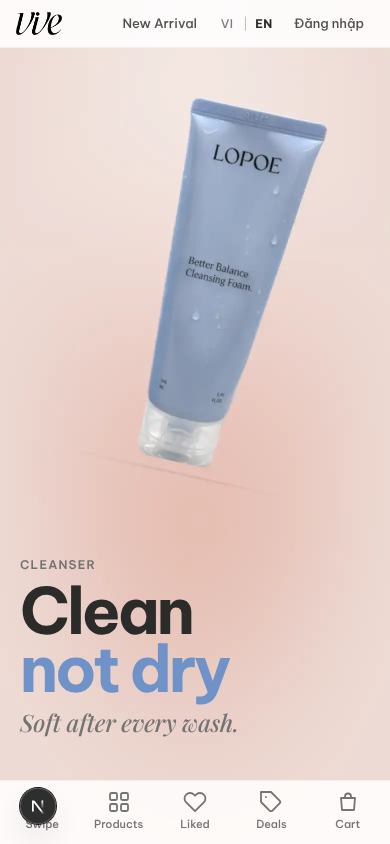 vive
New Arrival
VI | EN
Đăng nhập
LOPOE
Better Balance
Cleansing Foam.
CLEANSER
Clean
not dry
Soft after every wash.
N
Swipe
Products
Liked
Deals
Cart